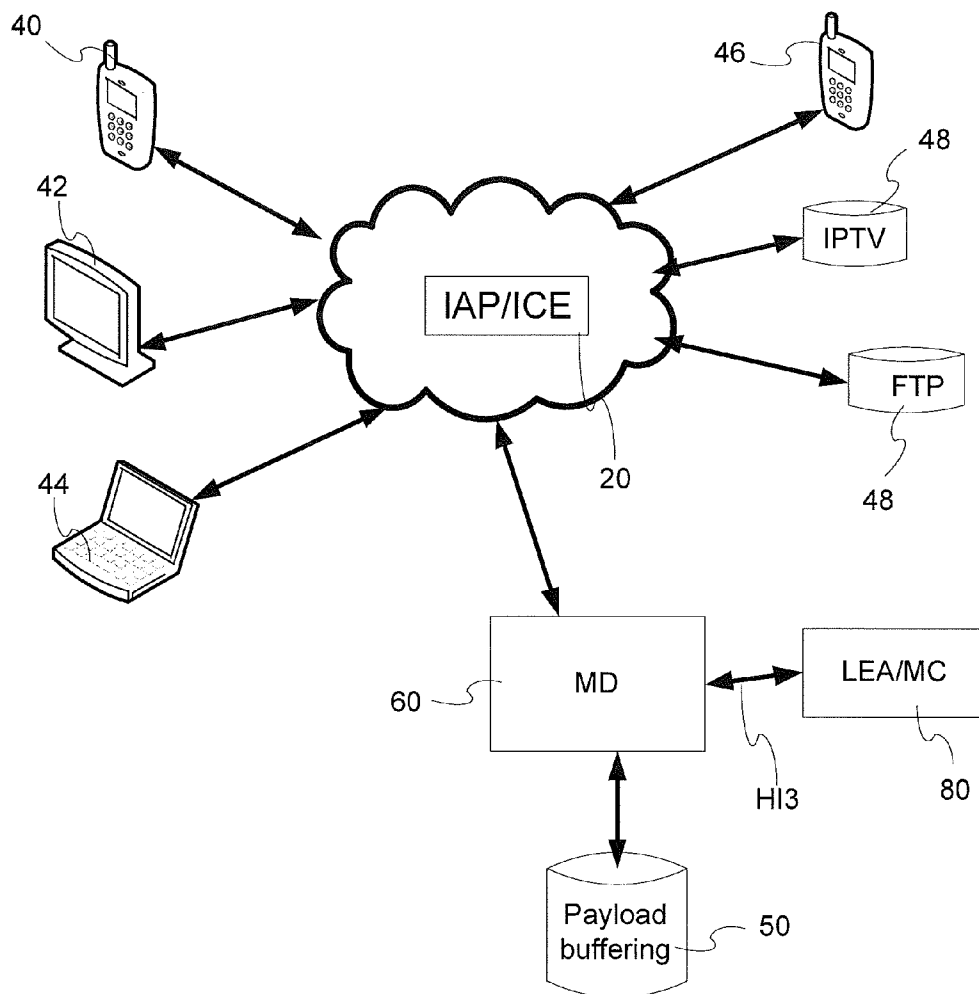 40
46
48
42
IPTV
IAP/ICE
FTP
20
48
44
MD
LEA/MC
60
HI3
80
Payload
buffering
50